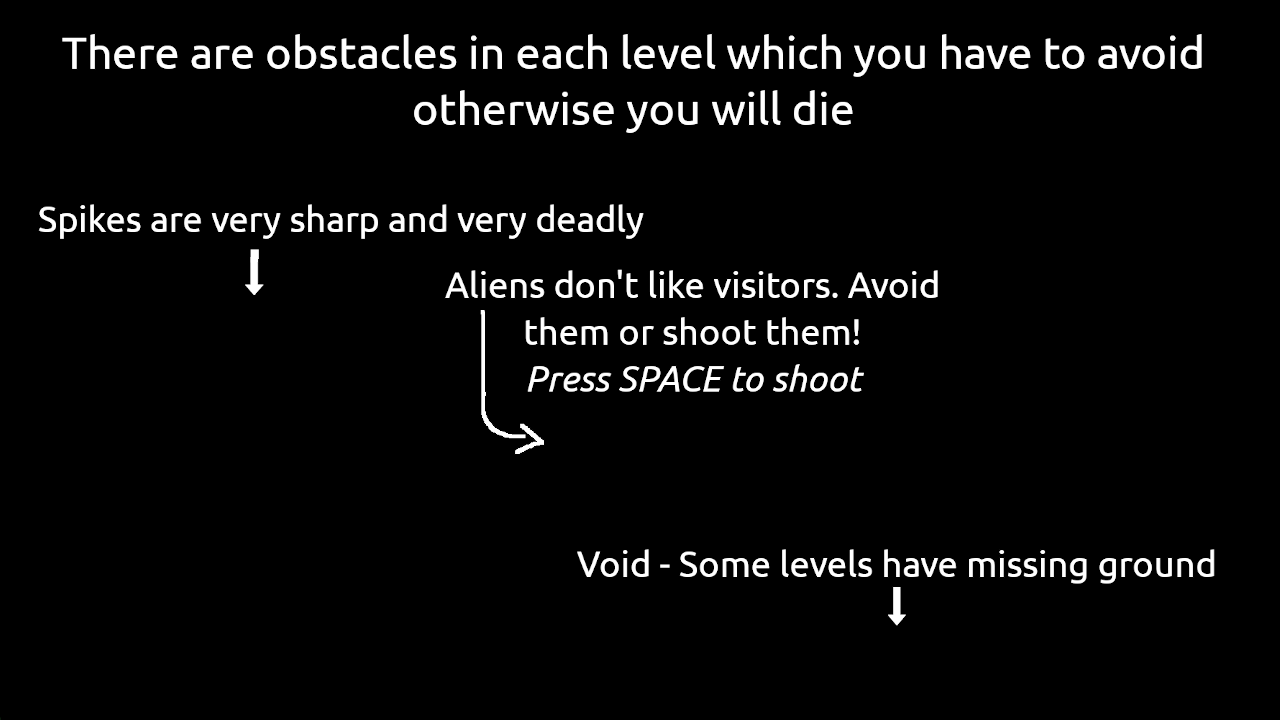 There are obstacles in each level which you have to avoid
otherwise you will die
Spikes are very sharp and very deadly
Aliens don't like visitors. Avoid
them or shoot them!
Press SPACE to shoot
Void - Some levels have missing ground